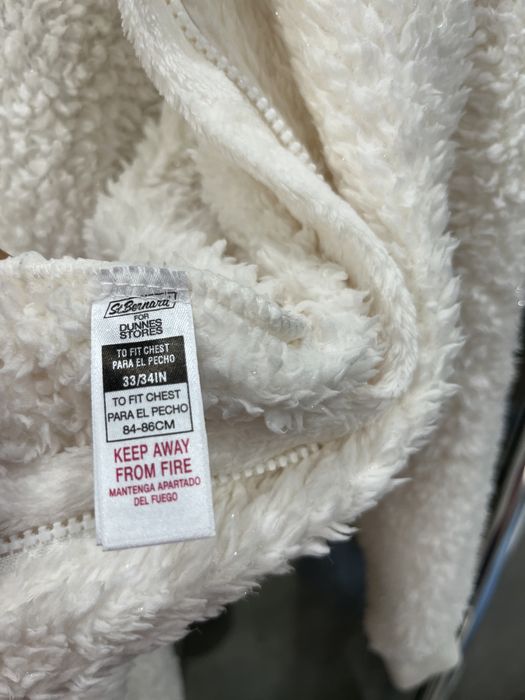 St.Bernard
FOR
DUNNES
STORES
TO FIT CHEST
PARA EL PECHO
33/34IN
TO FIT CHEST
PARA EL PECHO
84-86CM
KEEP AWAY
FROM FIRE
MANTENGA APARTADO
DEL FUEGO